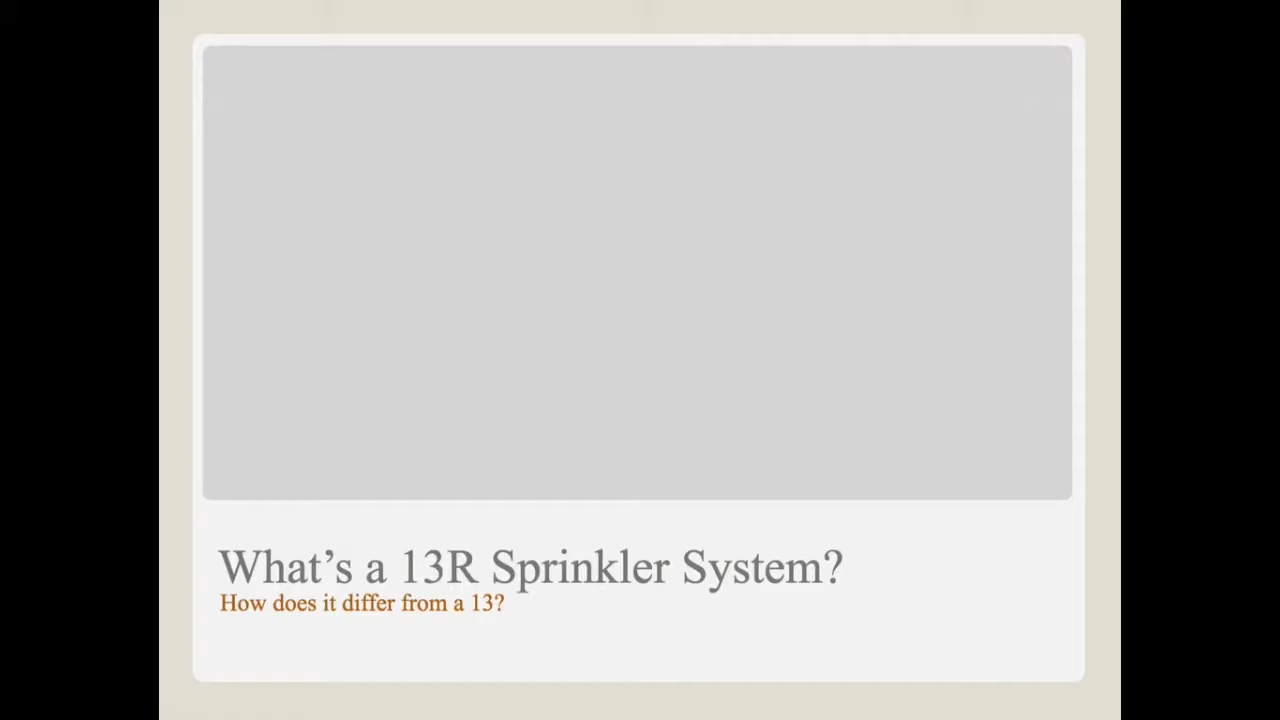 What’s a 13R Sprinkler System?
How does it differ from a 13?